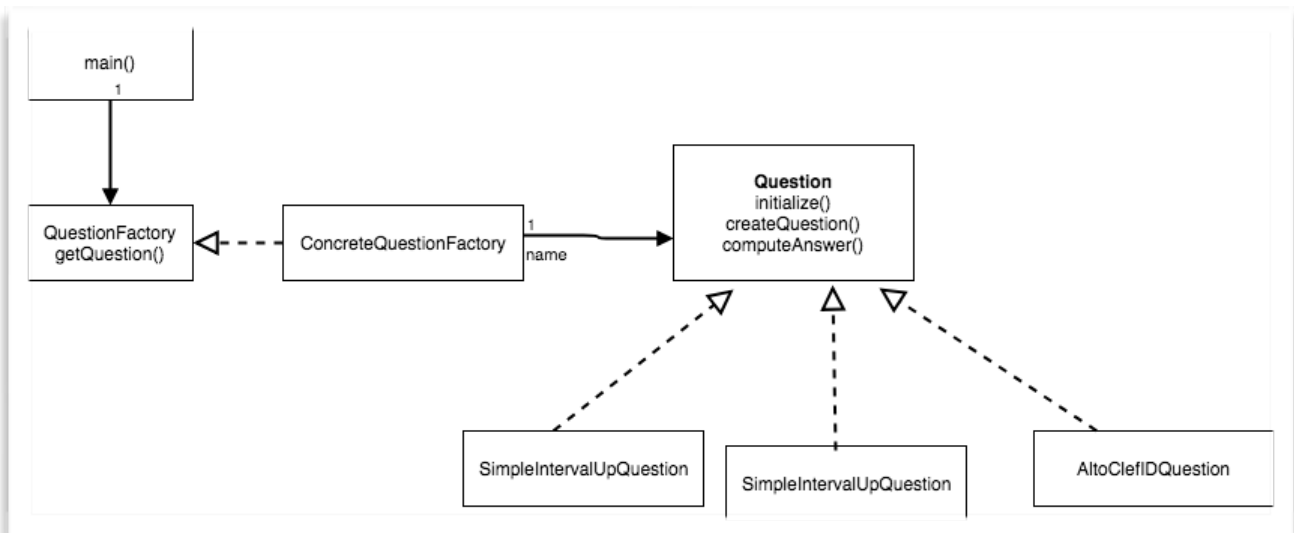 main()
1
QuestionFactory
getQuestion()
ConcreteQuestionFactory
1
name
Question
initialize()
createQuestion()
computeAnswer()
SimpleIntervalUpQuestion
SimpleIntervalUpQuestion
AltoClefIDQuestion